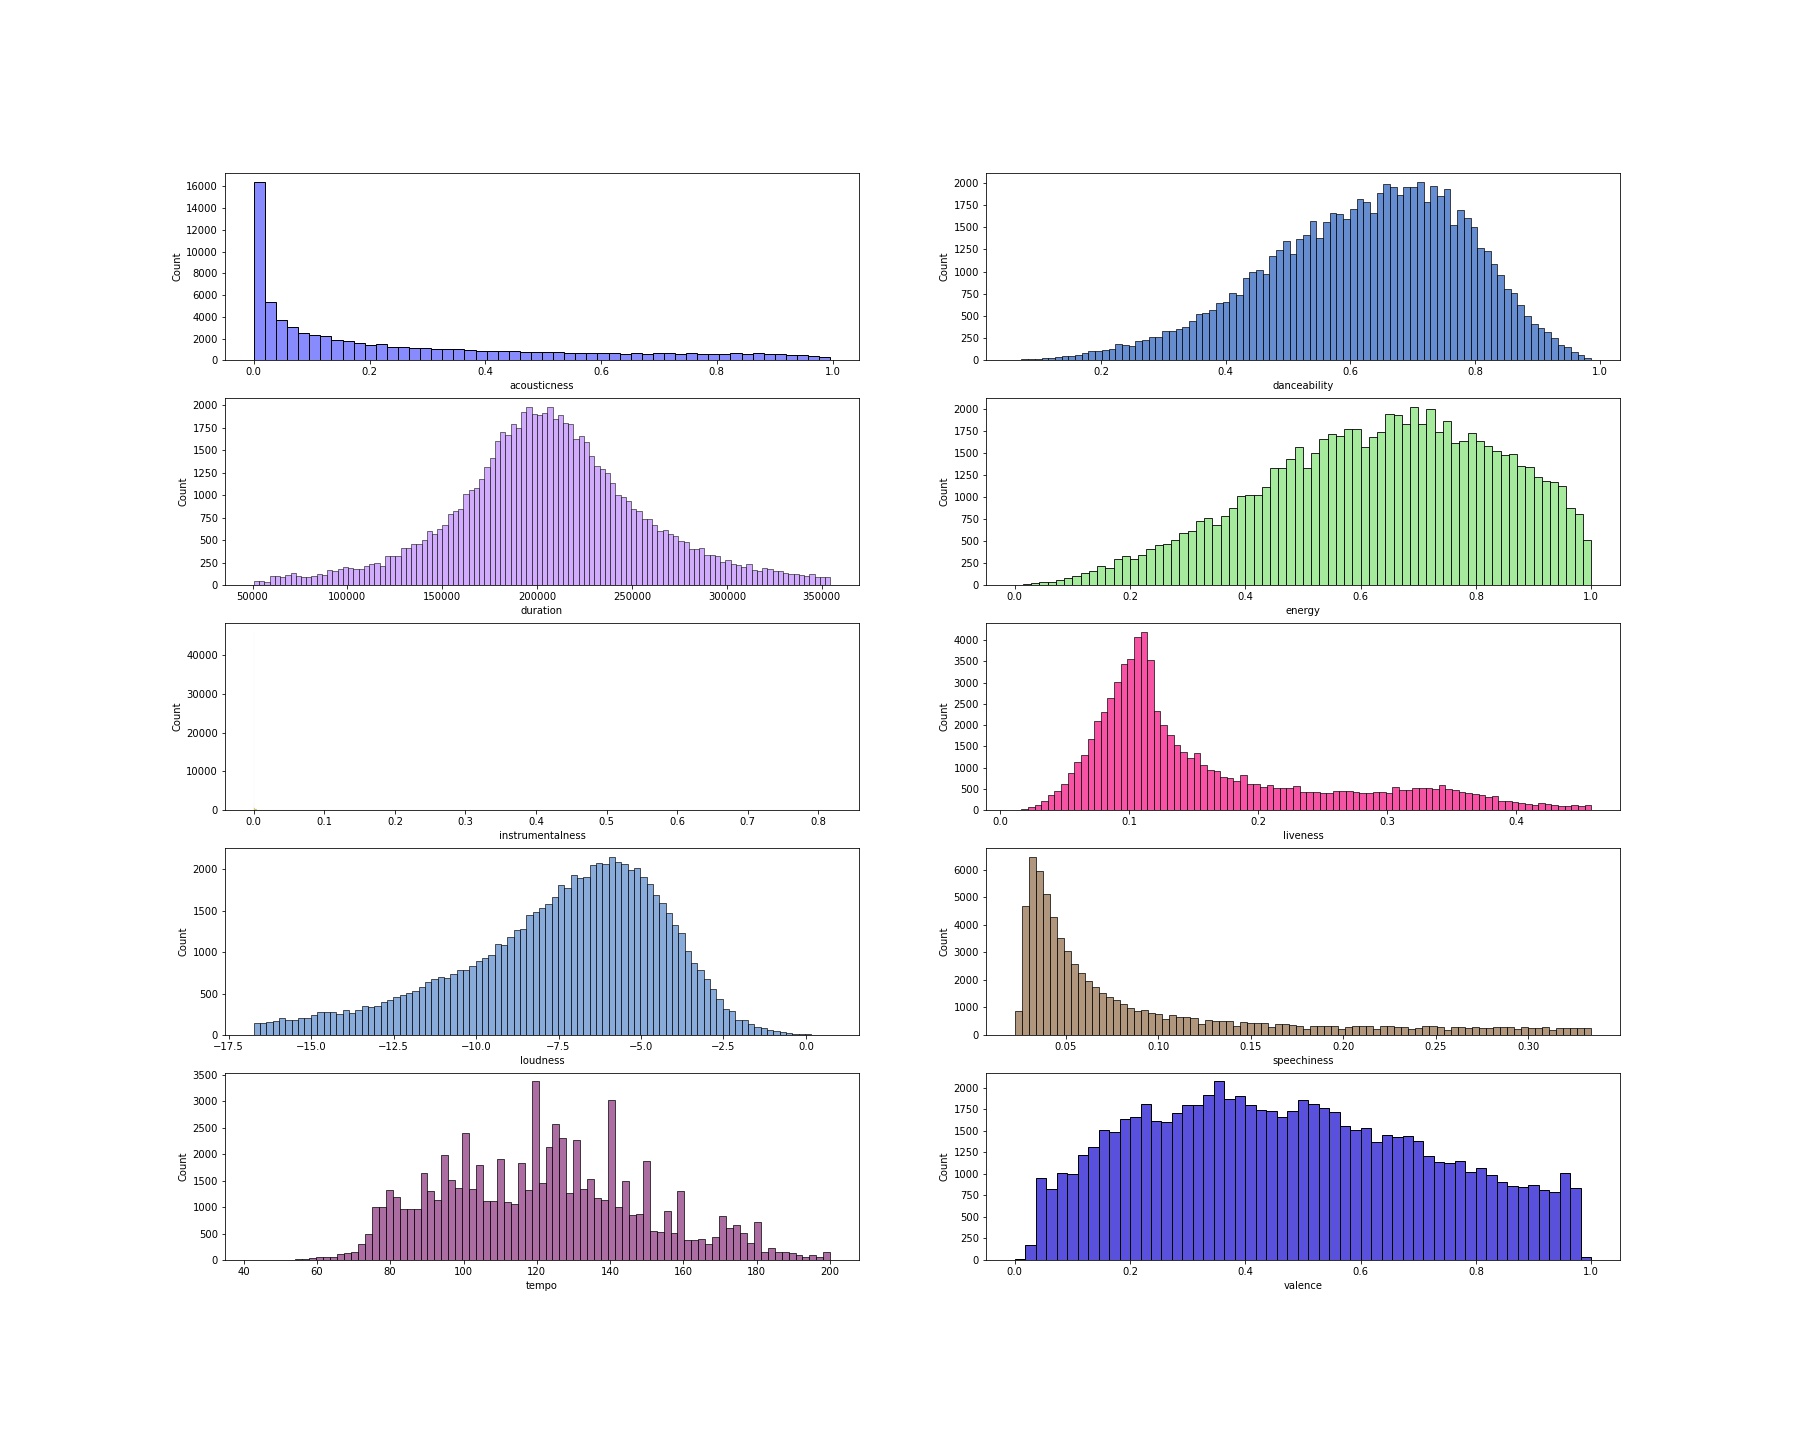 16000
14000
12000
10000
8000
6000
4000
2000
0
Count
0.0 0.2 0.4 0.6 0.8 1.0
acousticness
2000
1750
1500
1250
1000
750
500
250
0
Count
0.2 0.4 0.6 0.8 1.0
danceability
2000
1750
1500
1250
1000
750
500
250
0
Count
50000 100000 150000 200000 250000 300000 350000
duration
2000
1750
1500
1250
1000
750
500
250
0
Count
0.0 0.2 0.4 0.6 0.8 1.0
energy
40000
30000
20000
10000
0
Count
0.0 0.1 0.2 0.3 0.4 0.5 0.6 0.7 0.8
instrumentalness
4000
3500
3000
2500
2000
1500
1000
500
0
Count
0.0 0.1 0.2 0.3 0.4
liveness
2000
1500
1000
500
0
Count
−17.5 −15.0 −12.5 −10.0 −7.5 −5.0 −2.5 0.0
loudness
6000
5000
4000
3000
2000
1000
0
Count
0.05 0.10 0.15 0.20 0.25 0.30
speechiness
3500
3000
2500
2000
1500
1000
500
0
Count
40 60 80 100 120 140 160 180 200
tempo
2000
1750
1500
1250
1000
750
500
250
0
Count
0.0 0.2 0.4 0.6 0.8 1.0
valence